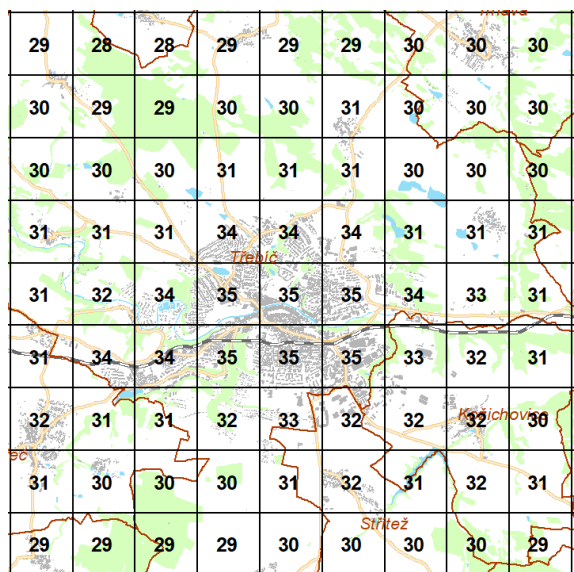 29 28 28 29 29 29 30 30 30
30 29 29 30 30 31 30 30 30
30 30 30 31 31 31 30 30 30
31 31 31 34 34 34 31 31 31
Třebíč
31 32 34 35 35 35 34 33 31
31 34 34 35 35 35 33 32 31
32 31 31 32 33 32 32 32 30
Kožichovice
31 30 30 30 31 32 31 32 31
Střítež
29 29 29 29 30 30 30 30 29